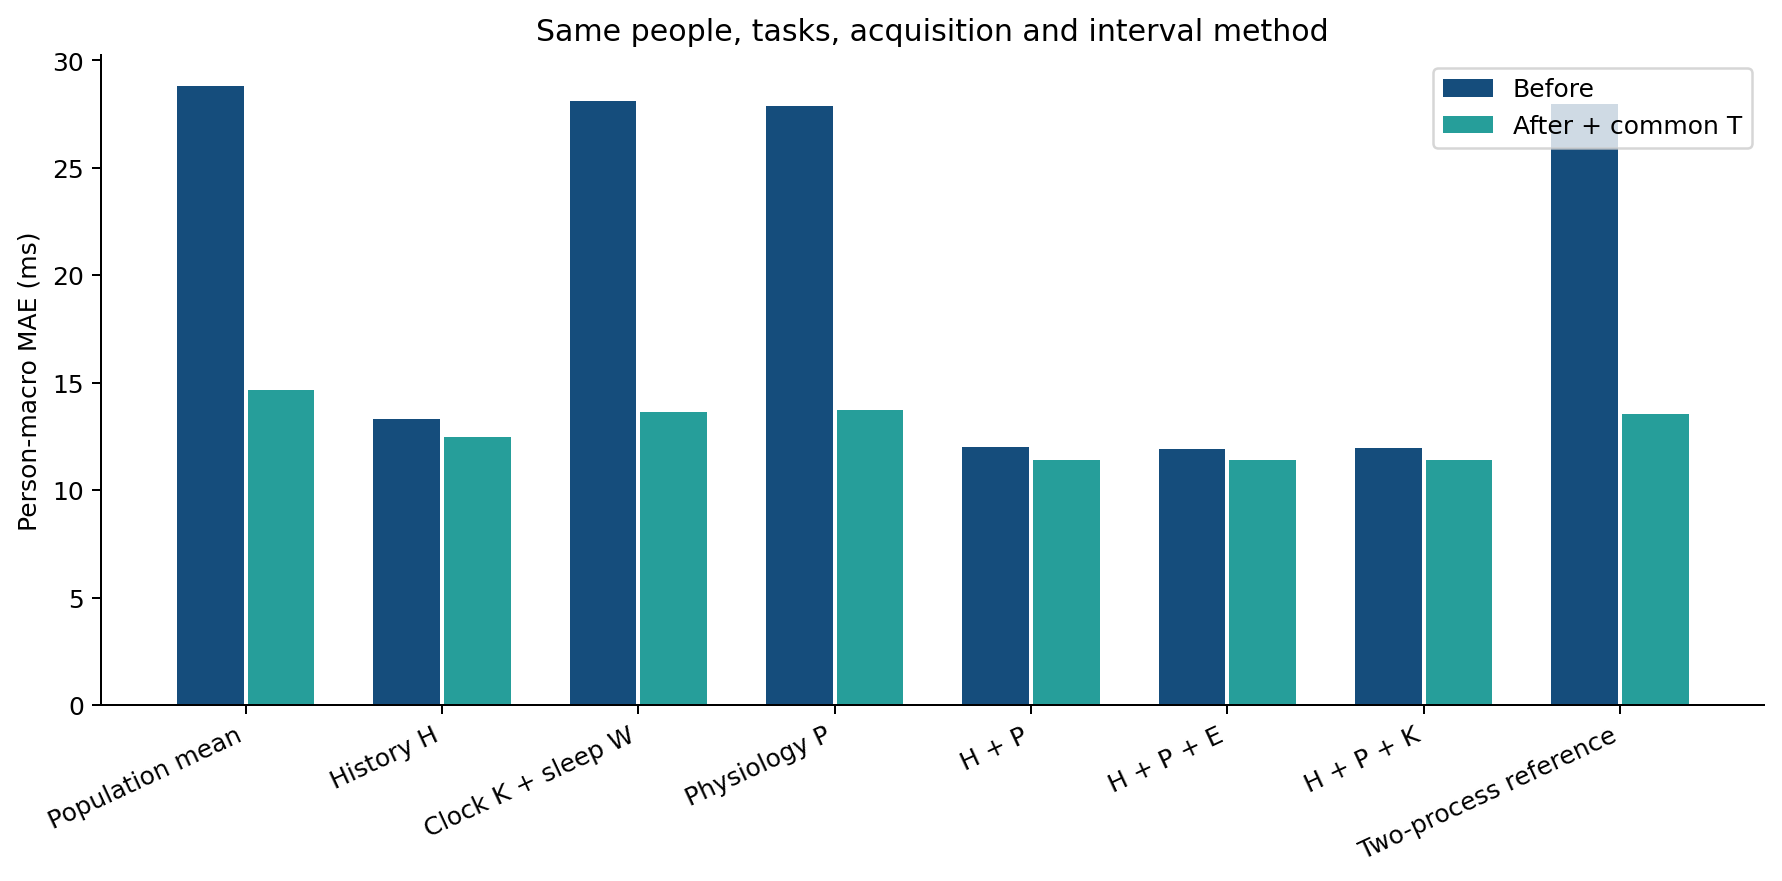 Same people, tasks, acquisition and interval method
Before
After + common T
Person-macro MAE (ms)
30
25
20
15
10
5
0
Population mean
History H
Clock K + sleep W
Physiology P
H + P
H + P + E
H + P + K
Two-process reference